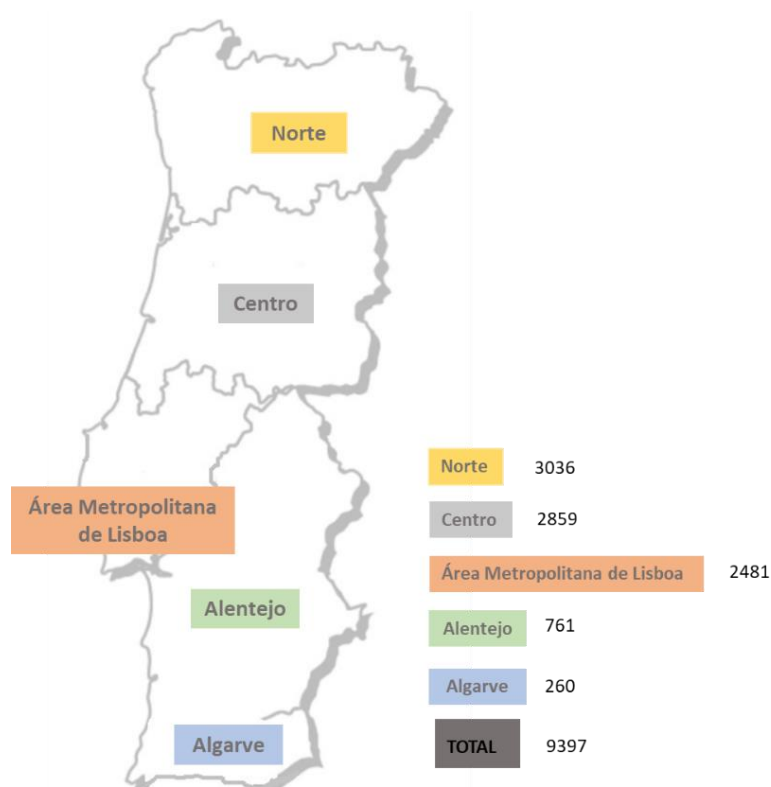 Norte
Centro
Área Metropolitana
de Lisboa
Alentejo
Algarve
Norte 3036
Centro 2859
Área Metropolitana de Lisboa 2481
Alentejo 761
Algarve 260
TOTAL 9397